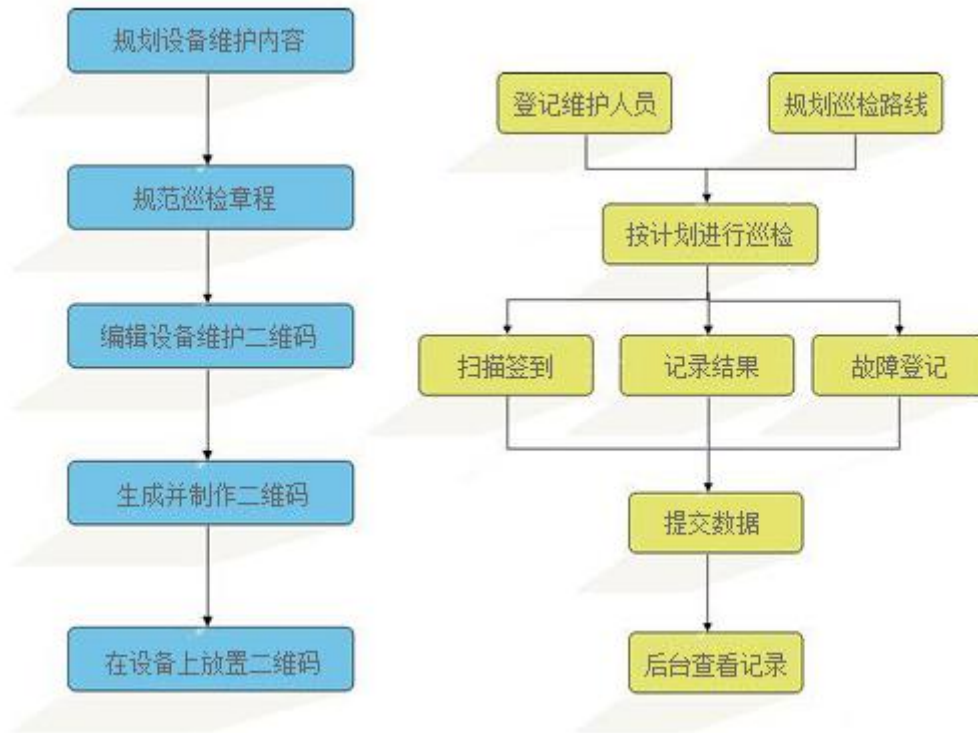 规划设备维护内容
规范巡检章程
编辑设备维护二维码
生成并制作二维码
在设备上放置二维码
登记维护人员
规划巡检路线
按计划进行巡检
扫描签到
记录结果
故障登记
提交数据
后台查看记录